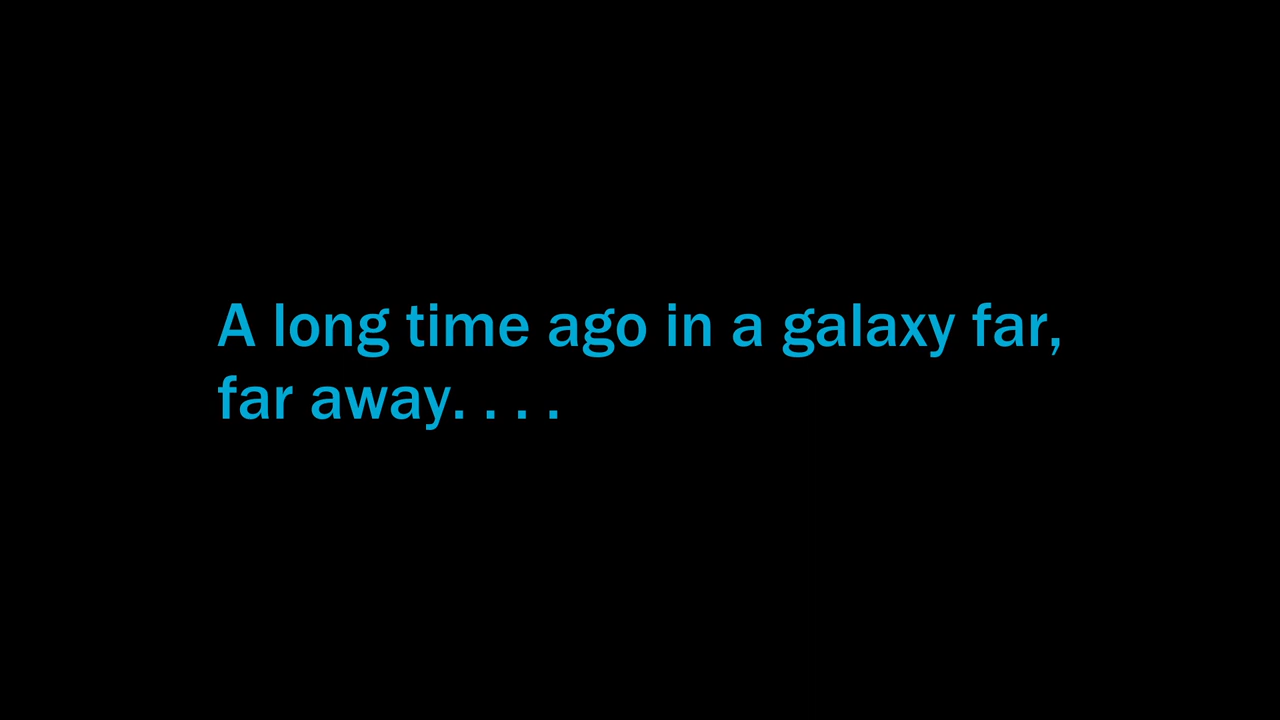 A long time ago in a galaxy far,
far away. . . .